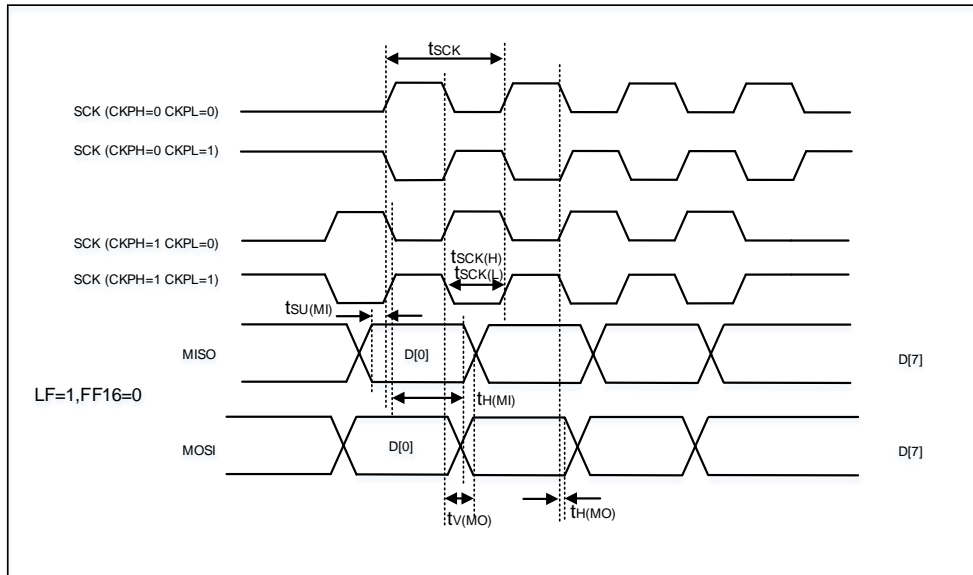 tSCK
SCK (CKPH=0 CKPL=0)
SCK (CKPH=0 CKPL=1)
SCK (CKPH=1 CKPL=0)
tSCK(H)
tSCK(L)
SCK (CKPH=1 CKPL=1)
tSU(MI)
MISO
D[0]
D[7]
LF=1,FF16=0
tH(MI)
MOSI
D[0]
D[7]
tV(MO)
tH(MO)